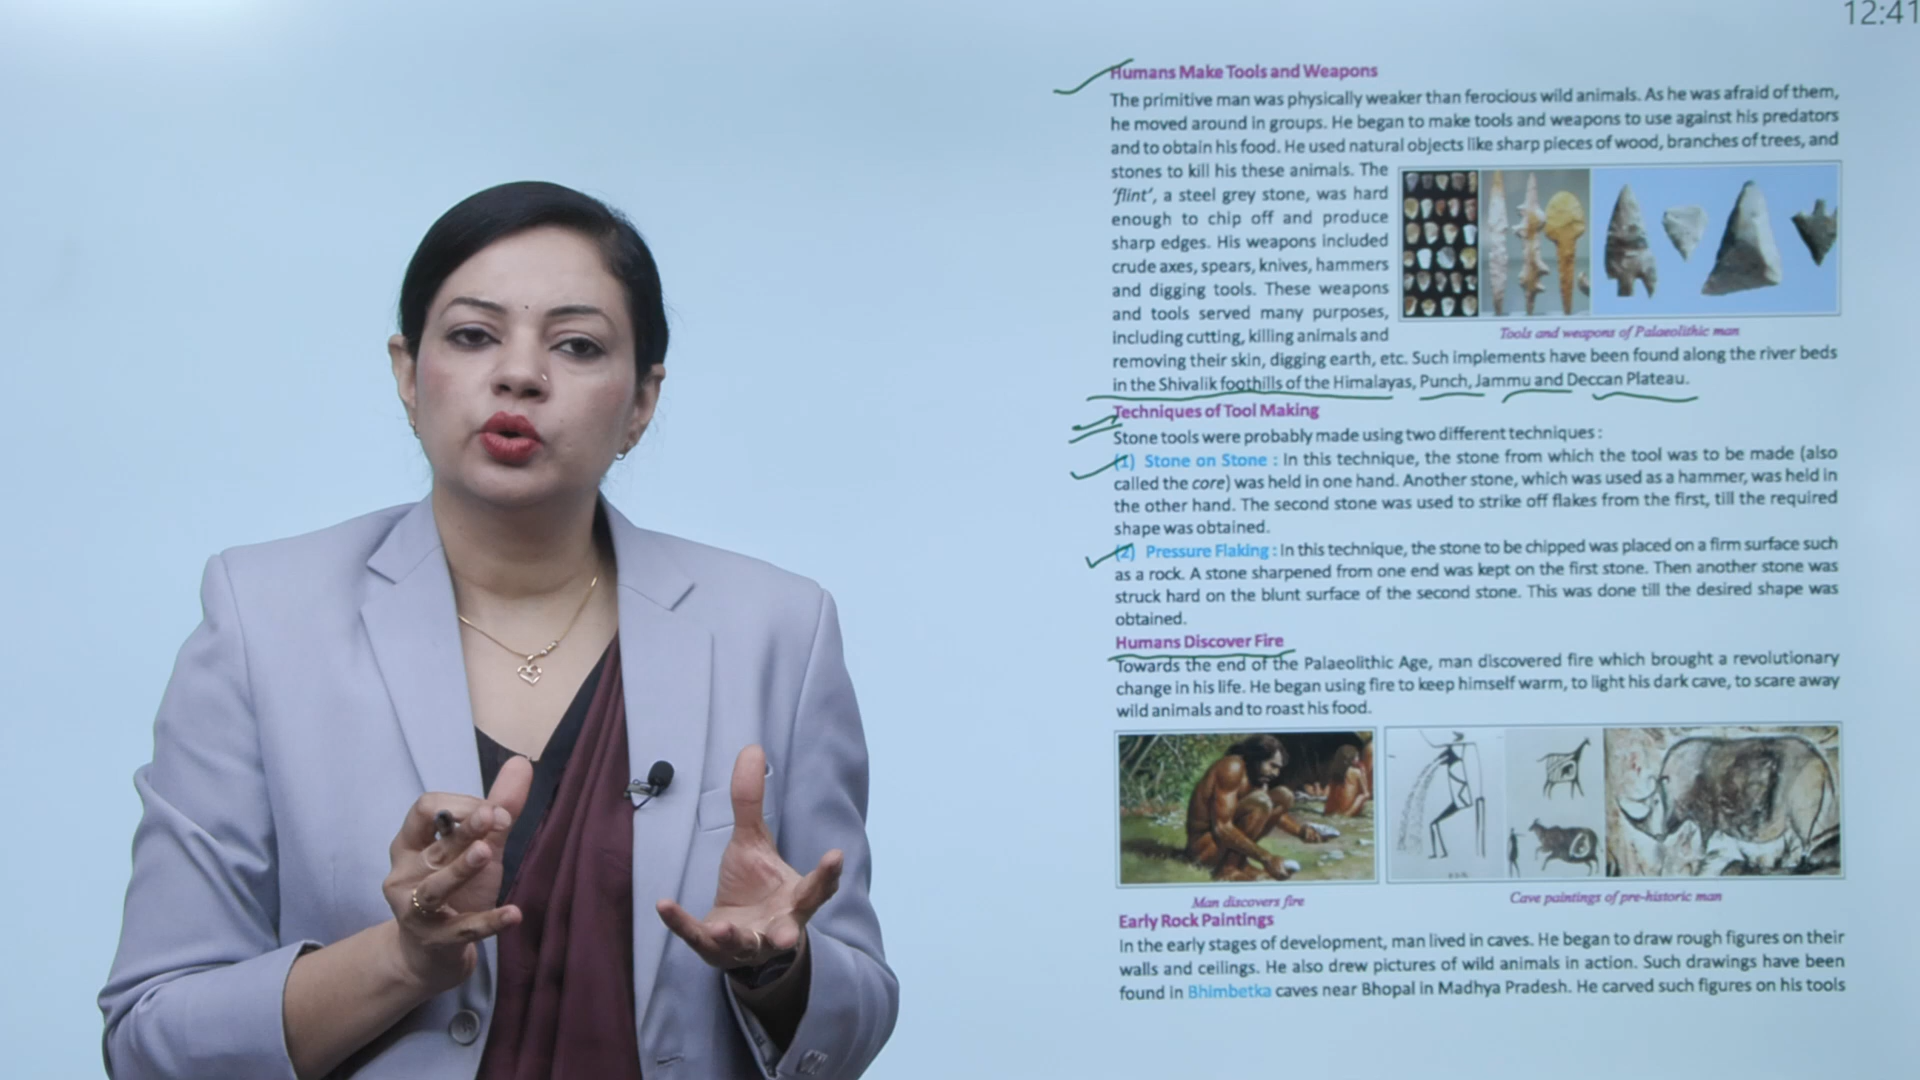 12:41
Humans Make Tools and Weapons
The primitive man was physically weaker than ferocious wild animals. As he was afraid of them,
he moved around in groups. He began to make tools and weapons to use against his predators
and to obtain his food. He used natural objects like sharp pieces of wood, branches of trees, and
stones to kill his these animals. The
'flint', a steel grey stone, was hard
enough to chip off and produce
sharp edges. His weapons included
crude axes, spears, knives, hammers
and digging tools. These weapons
and tools served many purposes,
including cutting, killing animals and
Tools and weapons of Palaeolithic man
removing their skin, digging earth, etc. Such implements have been found along the river beds
in the Shivalik foothills of the Himalayas, Punch, Jammu and Deccan Plateau.
Techniques of Tool Making
Stone tools were probably made using two different techniques :
(1) Stone on Stone : In this technique, the stone from which the tool was to be made (also
called the core) was held in one hand. Another stone, which was used as a hammer, was held in
the other hand. The second stone was used to strike off flakes from the first, till the required
shape was obtained.
(2) Pressure Flaking : In this technique, the stone to be chipped was placed on a firm surface such
as a rock. A stone sharpened from one end was kept on the first stone. Then another stone was
struck hard on the blunt surface of the second stone. This was done till the desired shape was
obtained.
Humans Discover Fire
Towards the end of the Palaeolithic Age, man discovered fire which brought a revolutionary
change in his life. He began using fire to keep himself warm, to light his dark cave, to scare away
wild animals and to roast his food.
Man discovers fire
Cave paintings of pre-historic man
Early Rock Paintings
In the early stages of development, man lived in caves. He began to draw rough figures on their
walls and ceilings. He also drew pictures of wild animals in action. Such drawings have been
found in Bhimbetka caves near Bhopal in Madhya Pradesh. He carved such figures on his tools